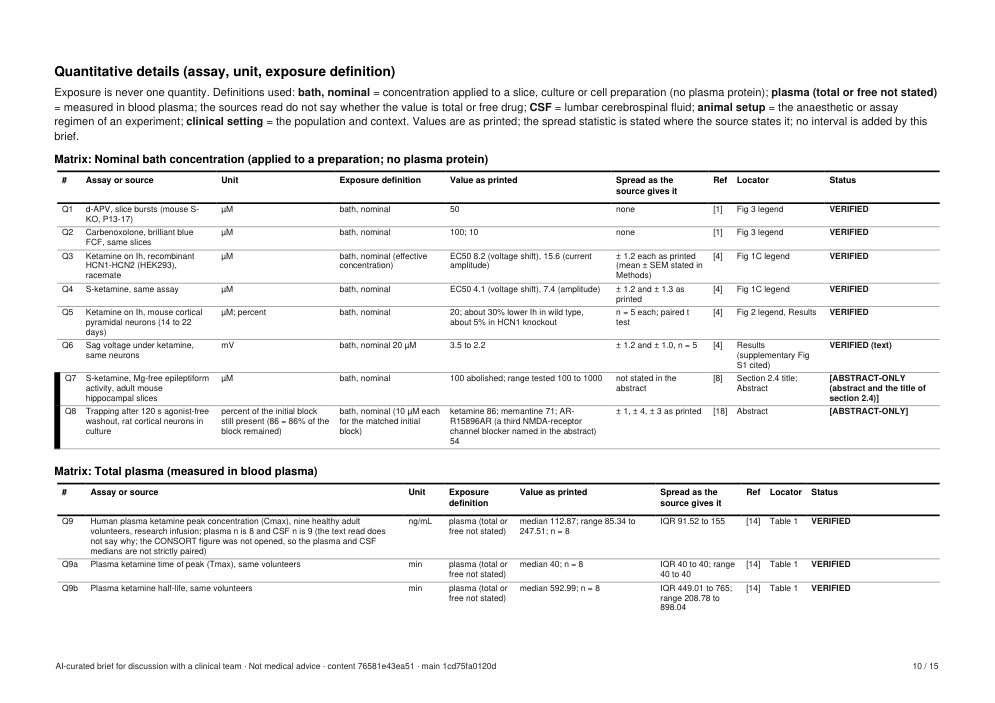 Quantitative details (assay, unit, exposure definition)
Exposure is never one quantity. Definitions used: bath, nominal = concentration applied to a slice, culture or cell preparation (no plasma protein); plasma (total or free not stated)
= measured in blood plasma; the sources read do not say whether the value is total or free drug; CSF = lumbar cerebrospinal fluid; animal setup = the anaesthetic or assay
regimen of an experiment; clinical setting = the population and context. Values are as printed; the spread statistic is stated where the source states it; no interval is added by this
brief.
Matrix: Nominal bath concentration (applied to a preparation; no plasma protein)
# Assay or source Unit Exposure definition Value as printed Spread as the Ref Locator Status
source gives it
Q1 d-APV, slice bursts (mouse S- µM bath, nominal 50 none [1] Fig 3 legend VERIFIED
KO, P13-17)
Q2 Carbenoxolone, brilliant blue µM bath, nominal 100; 10 none [1] Fig 3 legend VERIFIED
FCF, same slices
Q3 Ketamine on Ih, recombinant µM bath, nominal (effective EC50 8.2 (voltage shift), 15.6 (current ± 1.2 each as printed [4] Fig 1C legend VERIFIED
HCN1-HCN2 (HEK293), concentration) amplitude) (mean ± SEM stated in
racemate Methods)
Q4 S-ketamine, same assay µM bath, nominal EC50 4.1 (voltage shift), 7.4 (amplitude) ± 1.2 and ± 1.3 as [4] Fig 1C legend VERIFIED
printed
Q5 Ketamine on Ih, mouse cortical µM; percent bath, nominal 20; about 30% lower Ih in wild type, n = 5 each; paired t [4] Fig 2 legend, Results VERIFIED
pyramidal neurons (14 to 22 about 5% in HCN1 knockout test
days)
Q6 Sag voltage under ketamine, mV bath, nominal 20 µM 3.5 to 2.2 ± 1.2 and ± 1.0, n = 5 [4] Results VERIFIED (text)
same neurons (supplementary Fig
S1 cited)
Q7 S-ketamine, Mg-free epileptiform µM bath, nominal 100 abolished; range tested 100 to 1000 not stated in the [8] Section 2.4 title; [ABSTRACT-ONLY
activity, adult mouse abstract Abstract (abstract and the title of
hippocampal slices section 2.4)]
Q8 Trapping after 120 s agonist-free percent of the initial block bath, nominal (10 µM each ketamine 86; memantine 71; AR- ± 1, ± 4, ± 3 as printed [18] Abstract [ABSTRACT-ONLY]
washout, rat cortical neurons in still present (86 = 86% of the for the matched initial R15896AR (a third NMDA-receptor
culture block remained) block) channel blocker named in the abstract)
54
Matrix: Total plasma (measured in blood plasma)
# Assay or source Unit Exposure Value as printed Spread as the Ref Locator Status
definition source gives it
Q9 Human plasma ketamine peak concentration (Cmax), nine healthy adult ng/mL plasma (total or median 112.87; range 85.34 to IQR 91.52 to 155 [14] Table 1 VERIFIED
volunteers, research infusion; plasma n is 8 and CSF n is 9 (the text read does free not stated) 247.51; n = 8
not say why; the CONSORT figure was not opened, so the plasma and CSF
medians are not strictly paired)
Q9a Plasma ketamine time of peak (Tmax), same volunteers min plasma (total or median 40; n = 8 IQR 40 to 40; range [14] Table 1 VERIFIED
free not stated) 40 to 40
Q9b Plasma ketamine half-life, same volunteers min plasma (total or median 592.99; n = 8 IQR 449.01 to 765; [14] Table 1 VERIFIED
free not stated) range 208.78 to
898.04
AI-curated brief for discussion with a clinical team · Not medical advice · content 76581e43ea51 · main 1cd75fa0120d 10 / 15